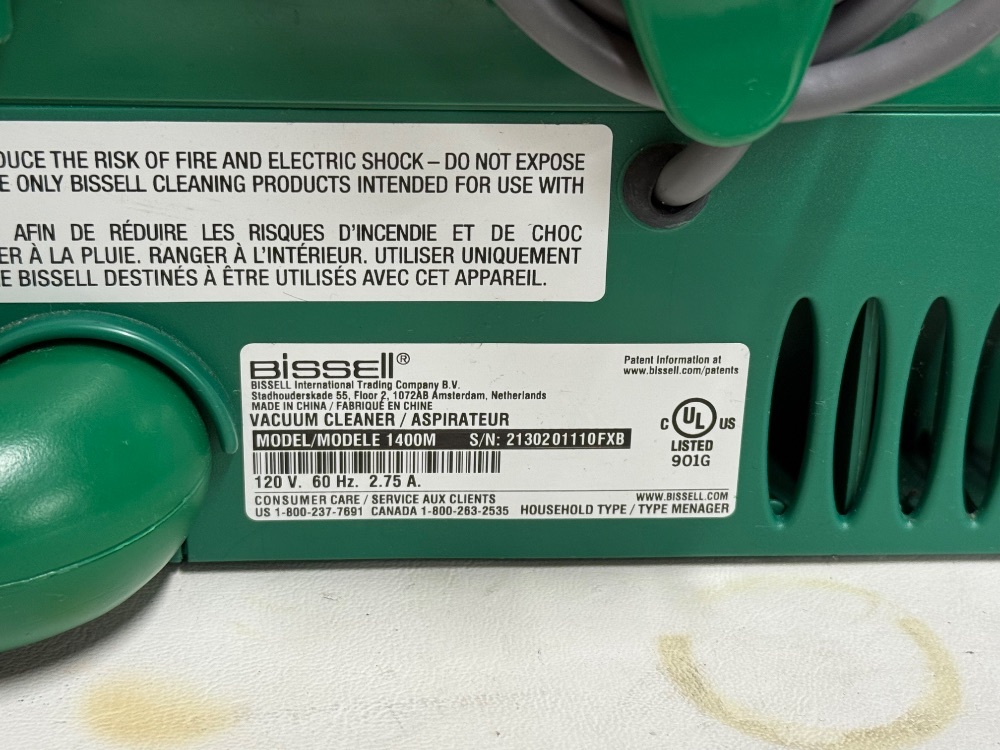 DUCE THE RISK OF FIRE AND ELECTRIC SHOCK – DO NOT EXPOSE
E ONLY BISSELL CLEANING PRODUCTS INTENDED FOR USE WITH
AFIN DE RÉDUIRE LES RISQUES D'INCENDIE ET DE CHOC
ER À LA PLUIE. RANGER À L'INTÉRIEUR. UTILISER UNIQUEMENT
E BISSELL DESTINÉS À ÊTRE UTILISÉS AVEC CET APPAREIL.
BISSELL®
BISSELL International Trading Company B.V.
Stadhouderskade 55, Floor 2, 1072AB Amsterdam, Netherlands
MADE IN CHINA / FABRIQUÉ EN CHINE
VACUUM CLEANER / ASPIRATEUR
MODEL/MODELE 1400M S/N: 2130201110FXB
120 V. 60 Hz. 2.75 A.
CONSUMER CARE / SERVICE AUX CLIENTS
US 1-800-237-7691 CANADA 1-800-263-2535
Patent Information at
www.bissell.com/patents
C UL US
LISTED
901G
WWW.BISSELL.COM
HOUSEHOLD TYPE / TYPE MENAGER